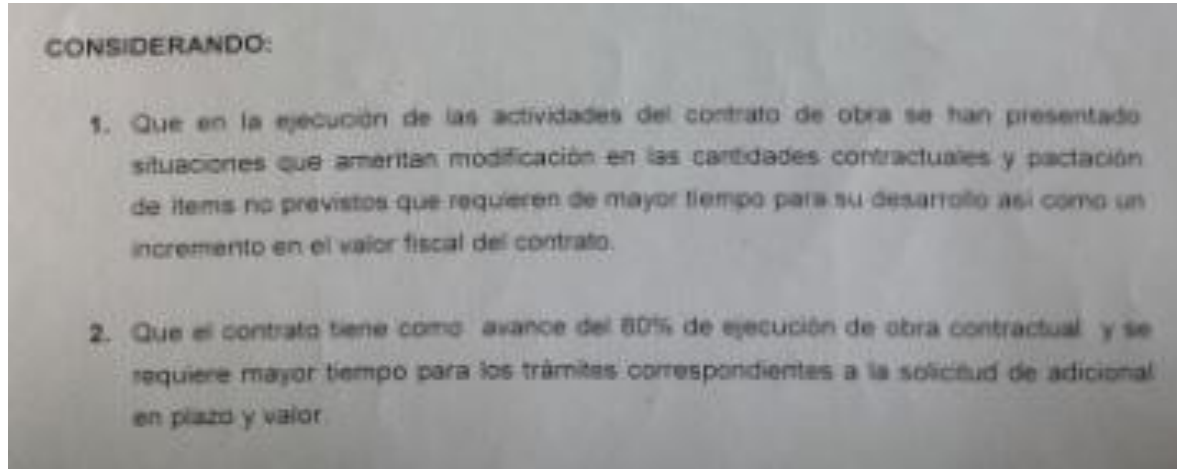 CONSIDERANDO:
1. Que en la ejecución de las actividades del contrato de obra se han presentado
situaciones que ameritan modificación en las cantidades contractuales y pactación
de items no previstos que requieren de mayor tiempo para su desarrollo así como un
incremento en el valor fiscal del contrato.
2. Que el contrato tiene como avance del 80% de ejecución de obra contractual y se
requiere mayor tiempo para los trámites correspondientes a la solicitud de adicional
en plazo y valor.